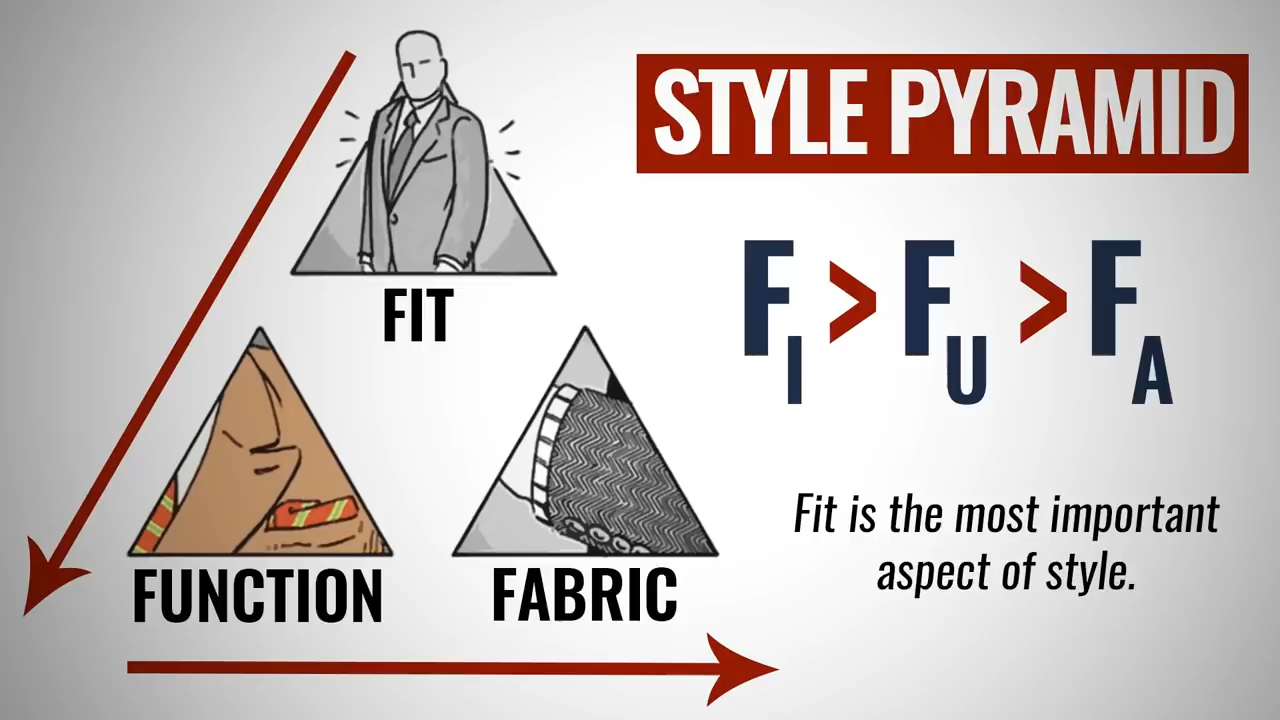 STYLE PYRAMID
FIT
FI > FU > FA
FUNCTION
FABRIC
Fit is the most important
aspect of style.